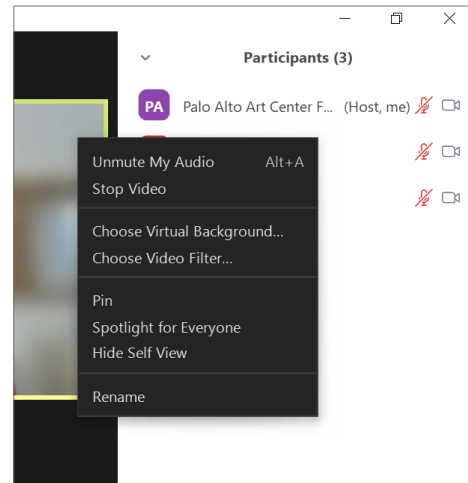 Participants (3)
PA Palo Alto Art Center F... (Host, me)
Unmute My Audio Alt+A
Stop Video
Choose Virtual Background...
Choose Video Filter...
Pin
Spotlight for Everyone
Hide Self View
Rename